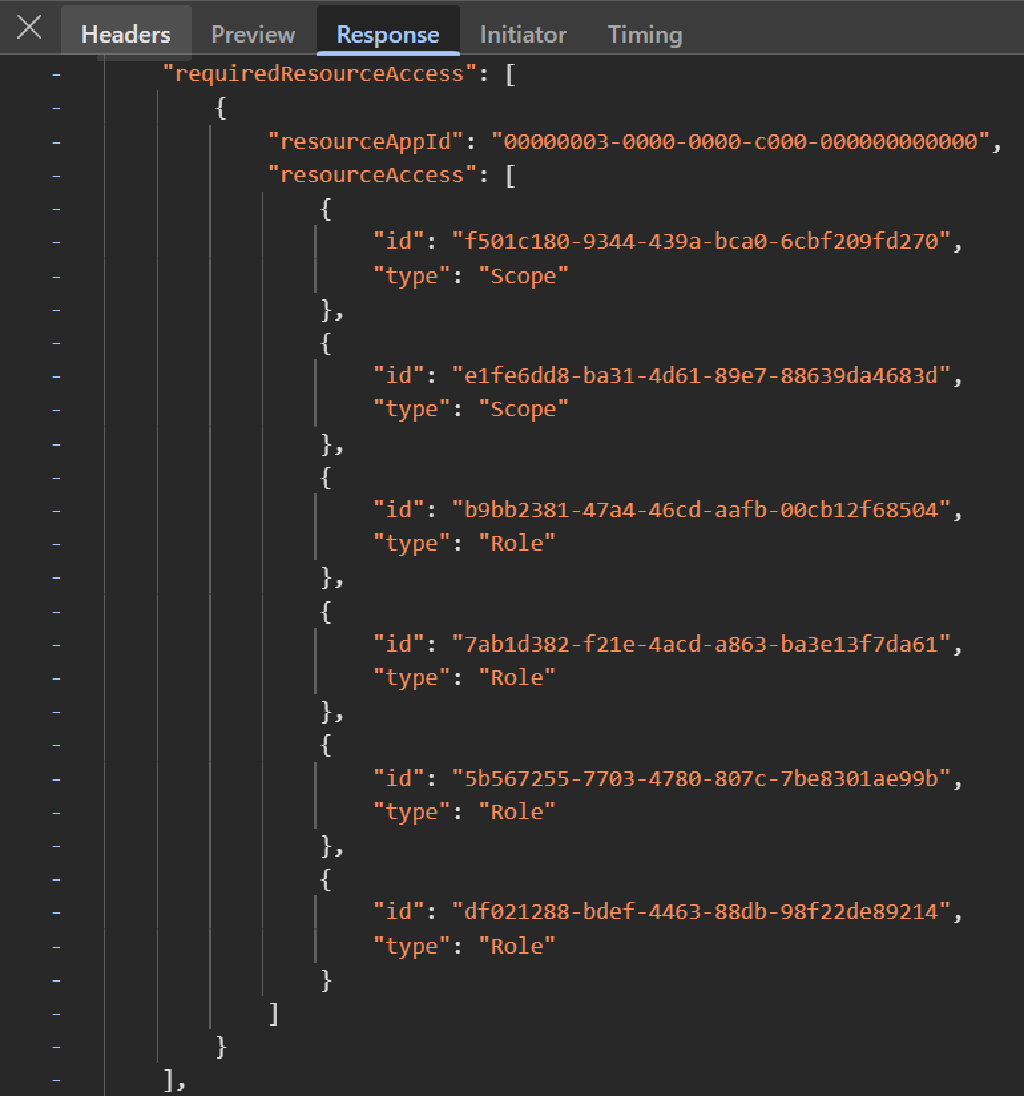 Headers Preview Response Initiator Timing
- "requiredResourceAccess": [
- {
- "resourceAppId": "00000003-0000-0000-c000-000000000000",
- "resourceAccess": [
- {
- "id": "f501c180-9344-439a-bca0-6cbf209fd270",
- "type": "Scope"
- },
- {
- "id": "e1fe6dd8-ba31-4d61-89e7-88639da4683d",
- "type": "Scope"
- },
- {
- "id": "b9bb2381-47a4-46cd-aafb-00cb12f68504",
- "type": "Role"
- },
- {
- "id": "7ab1d382-f21e-4acd-a863-ba3e13f7da61",
- "type": "Role"
- },
- {
- "id": "5b567255-7703-4780-807c-7be8301ae99b",
- "type": "Role"
- },
- {
- "id": "df021288-bdef-4463-88db-98f22de89214",
- "type": "Role"
- }
- ]
- }
- ],